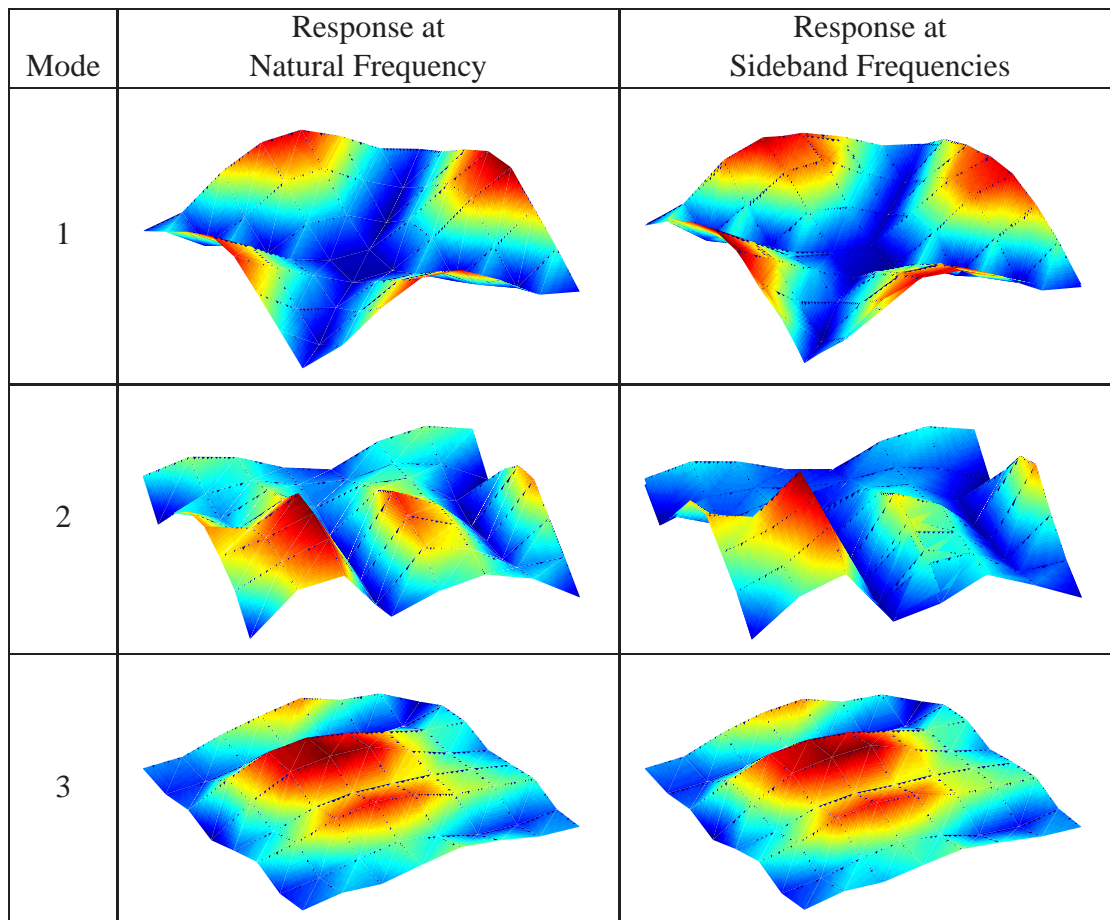 Mode
Response at
Natural Frequency
Response at
Sideband Frequencies
1
2
3